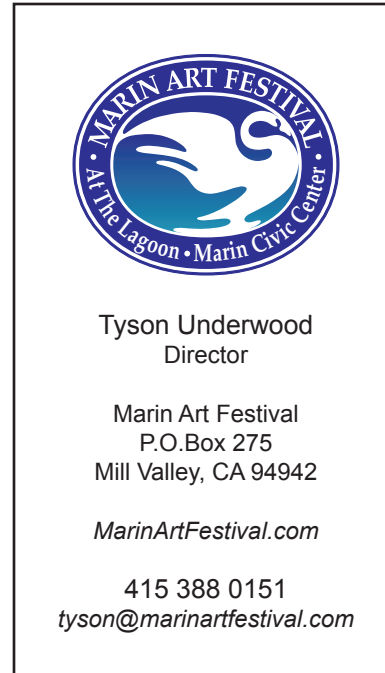 MARIN ART FESTIVAL
• At The Lagoon • Marin Civic Center •
Tyson Underwood
Director
Marin Art Festival
P.O.Box 275
Mill Valley, CA 94942
MarinArtFestival.com
415 388 0151
tyson@marinartfestival.com